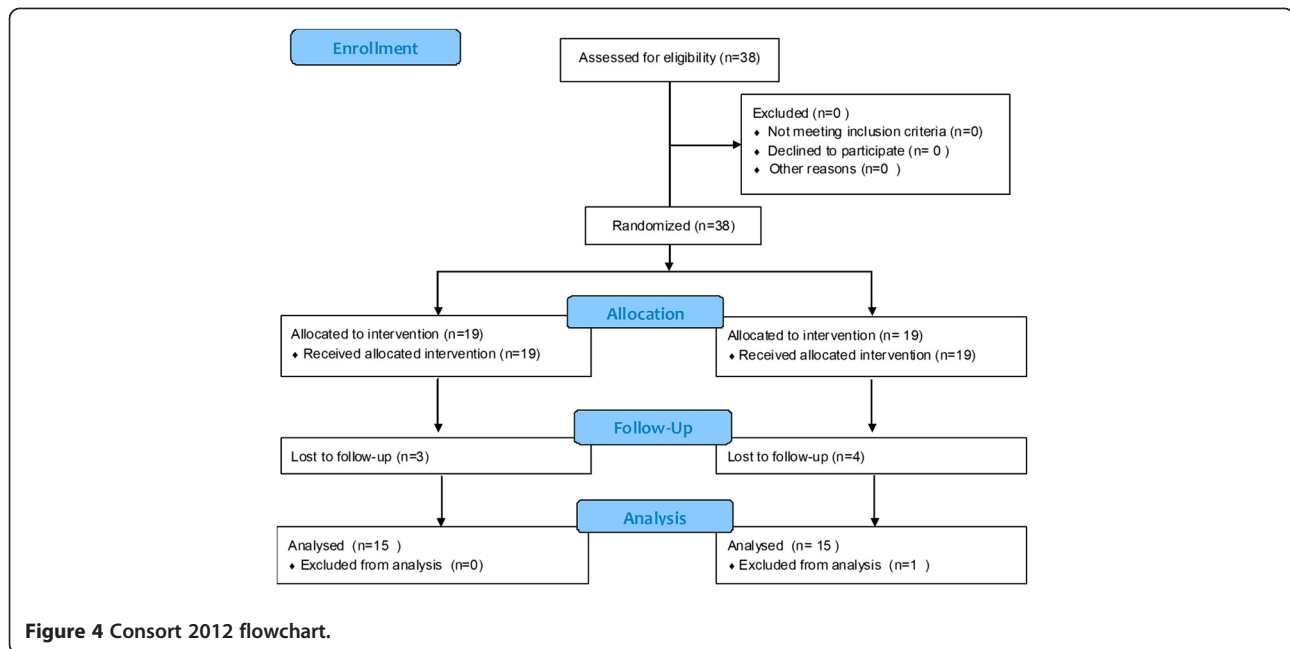 Enrollment
Assessed for eligibility (n=38)
Excluded (n=0 )
♦ Not meeting inclusion criteria (n=0)
♦ Declined to participate (n= 0 )
♦ Other reasons (n=0 )
Randomized (n=38)
Allocation
Allocated to intervention (n=19)
♦ Received allocated intervention (n=19)
Allocated to intervention (n= 19)
♦ Received allocated intervention (n=19)
Follow-Up
Lost to follow-up (n=3)
Lost to follow-up (n=4)
Analysis
Analysed (n=15 )
♦ Excluded from analysis (n=0)
Analysed (n= 15)
♦ Excluded from analysis (n=1 )
Figure 4 Consort 2012 flowchart.